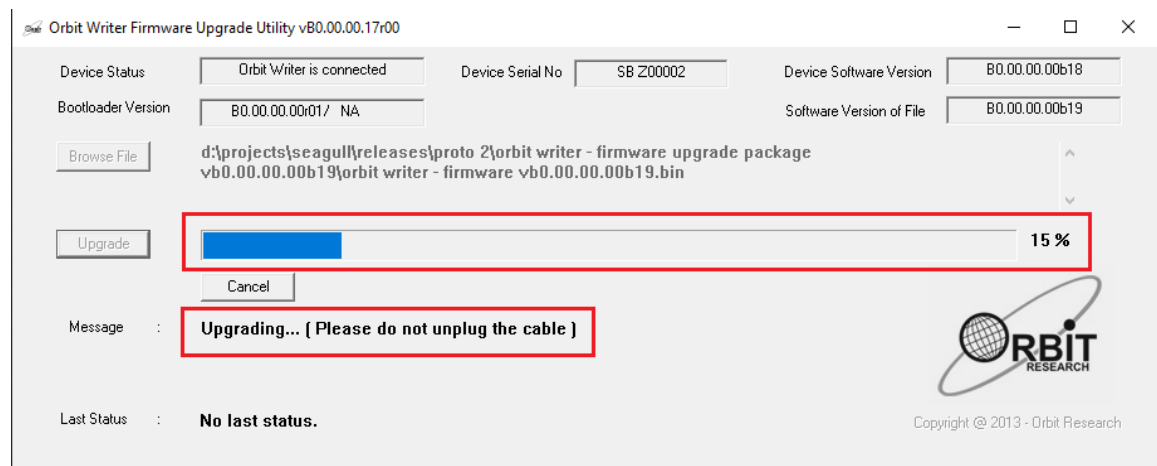 Orbit Writer Firmware Upgrade Utility vB0.00.00.17r00
Device Status Orbit Writer is connected Device Serial No SB Z00002 Device Software Version B0.00.00.00b18
Bootloader Version B0.00.00.00r01/ NA Software Version of File B0.00.00.00b19
Browse File d:\projects\seagull\releases\proto 2\orbit writer - firmware upgrade package
vb0.00.00.00b19\orbit writer - firmware vb0.00.00.00b19.bin
Upgrade 15 %
Cancel
Message : Upgrading... ( Please do not unplug the cable )
ORBIT
RESEARCH
Last Status : No last status.
Copyright @ 2013 - Orbit Research